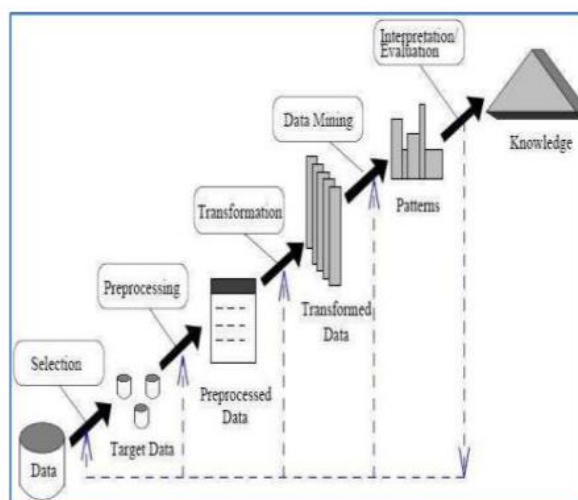 Interpretation/
Evaluation
Knowledge
Data Mining
Patterns
Transformation
Transformed
Data
Preprocessing
Preprocessed
Data
Selection
Target Data
Data